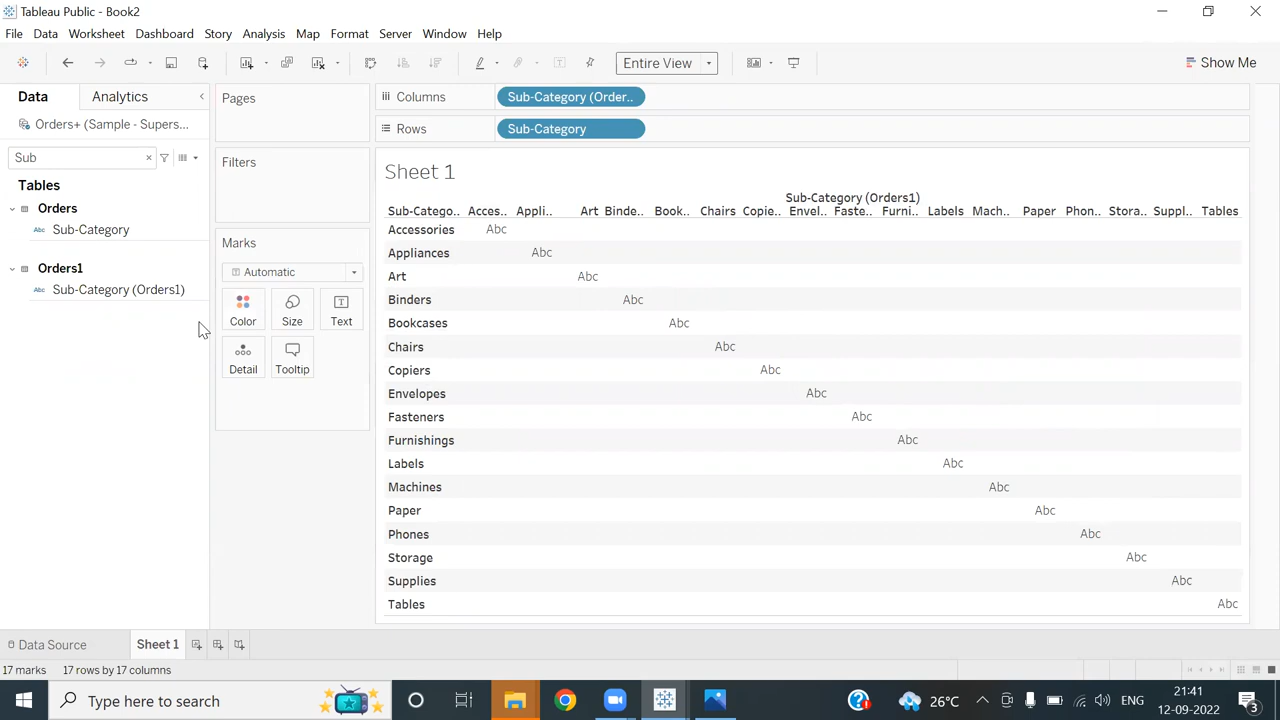 Tableau Public - Book2
File Data Worksheet Dashboard Story Analysis Map Format Server Window Help
Entire View
Show Me
Data Analytics
Orders+ (Sample - Supers...
Sub
Tables
Orders
Abc Sub-Category
Orders1
Abc Sub-Category (Orders1)
Pages
Filters
Marks
Automatic
Color Size Text
Detail Tooltip
Columns Sub-Category (Order..
Rows Sub-Category
Sheet 1
Sub-Category (Orders1)
Sub-Catego.. Acces.. Appli.. Art Binde.. Book.. Chairs Copie.. Envel.. Faste.. Furni.. Labels Mach.. Paper Phon.. Stora.. Suppl.. Tables
Accessories Abc
Appliances Abc
Art Abc
Binders Abc
Bookcases Abc
Chairs Abc
Copiers Abc
Envelopes Abc
Fasteners Abc
Furnishings Abc
Labels Abc
Machines Abc
Paper Abc
Phones Abc
Storage Abc
Supplies Abc
Tables Abc
Data Source Sheet 1
17 marks 17 rows by 17 columns
Type here to search
26°C
ENG
21:41
12-09-2022
3